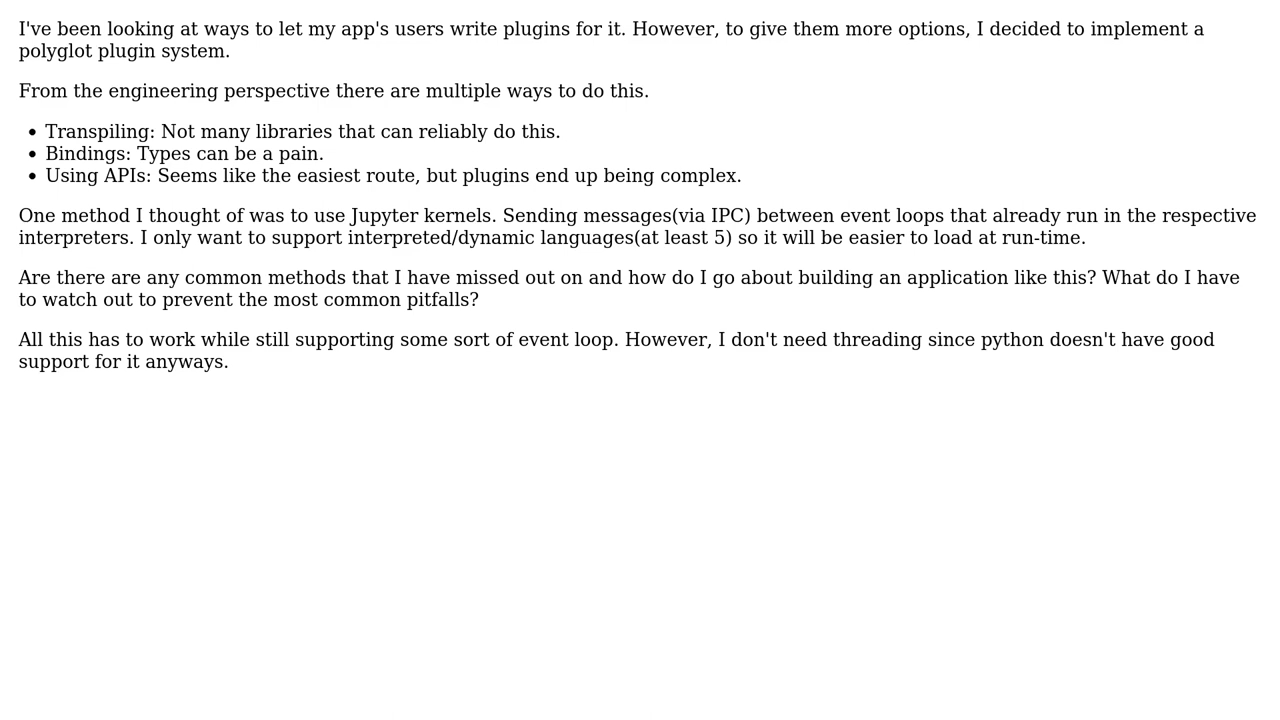 I've been looking at ways to let my app's users write plugins for it. However, to give them more options, I decided to implement a
polyglot plugin system.
From the engineering perspective there are multiple ways to do this.
• Transpiling: Not many libraries that can reliably do this.
• Bindings: Types can be a pain.
• Using APIs: Seems like the easiest route, but plugins end up being complex.
One method I thought of was to use Jupyter kernels. Sending messages(via IPC) between event loops that already run in the respective
interpreters. I only want to support interpreted/dynamic languages(at least 5) so it will be easier to load at run-time.
Are there are any common methods that I have missed out on and how do I go about building an application like this? What do I have
to watch out to prevent the most common pitfalls?
All this has to work while still supporting some sort of event loop. However, I don't need threading since python doesn't have good
support for it anyways.